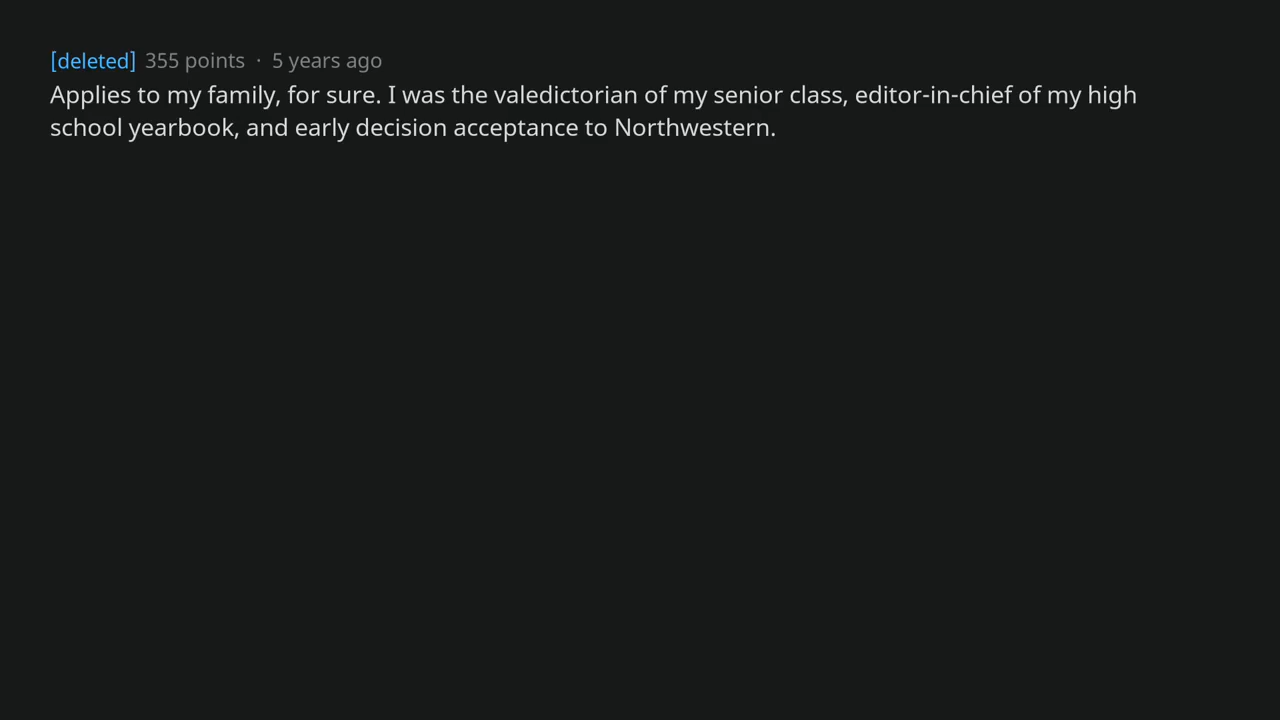 [deleted] 355 points · 5 years ago
Applies to my family, for sure. I was the valedictorian of my senior class, editor-in-chief of my high
school yearbook, and early decision acceptance to Northwestern.